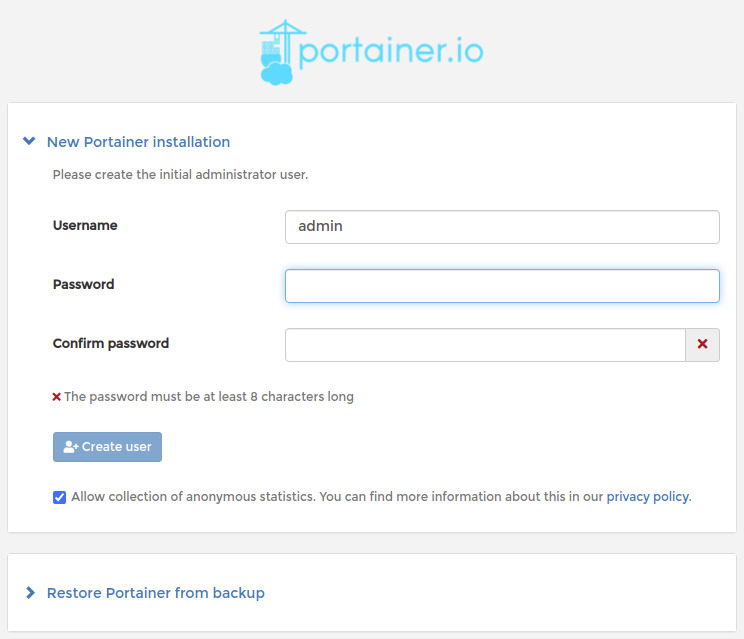 portainer.io
New Portainer installation
Please create the initial administrator user.
Username
admin
Password
Confirm password
The password must be at least 8 characters long
Create user
Allow collection of anonymous statistics. You can find more information about this in our privacy policy.
Restore Portainer from backup